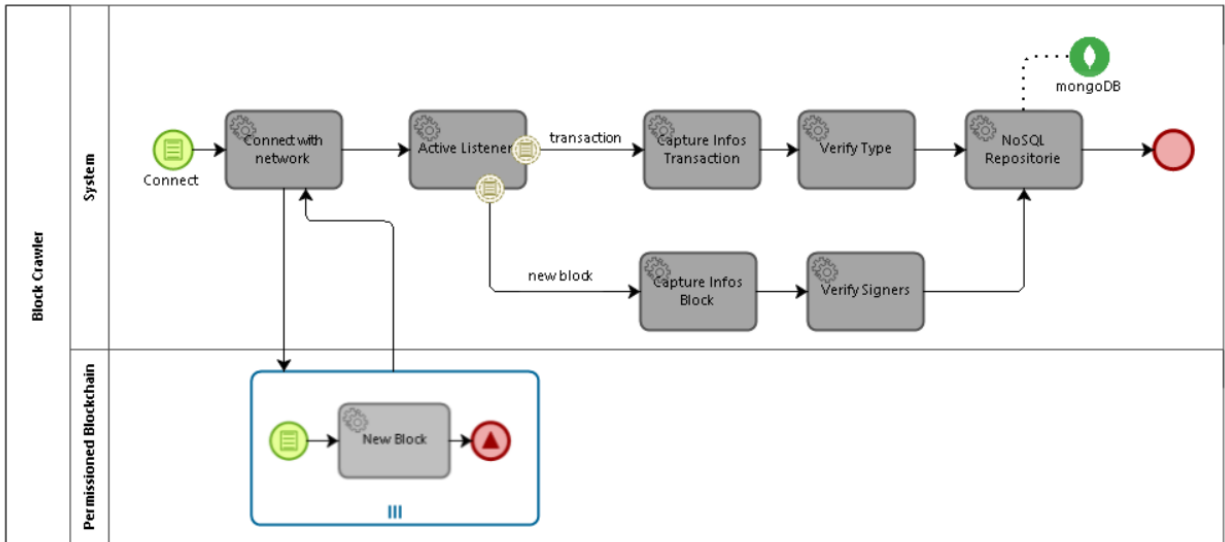 Block Crawler
System
Connect
Connect with
network
Active Listener
transaction
Capture Infos
Transaction
Verify Type
NoSQL
Repositorie
mongoDB
new block
Capture Infos
Block
Verify Signers
Permissioned Blockchain
New Block